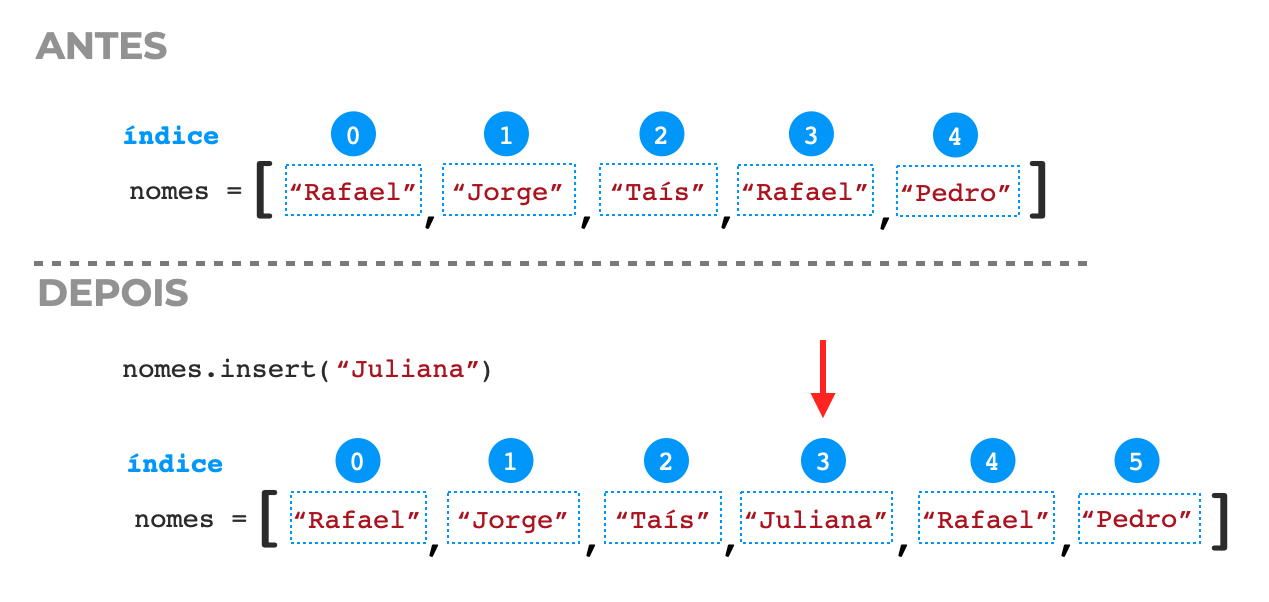 ANTES
índice 0 1 2 3 4
nomes = [ “Rafael” , “Jorge” , “Taís” , “Rafael” , “Pedro” ]
DEPOIS
nomes.insert(“Juliana”)
índice 0 1 2 3 4 5
nomes = [ “Rafael” , “Jorge” , “Taís” , “Juliana” , “Rafael” , “Pedro” ]